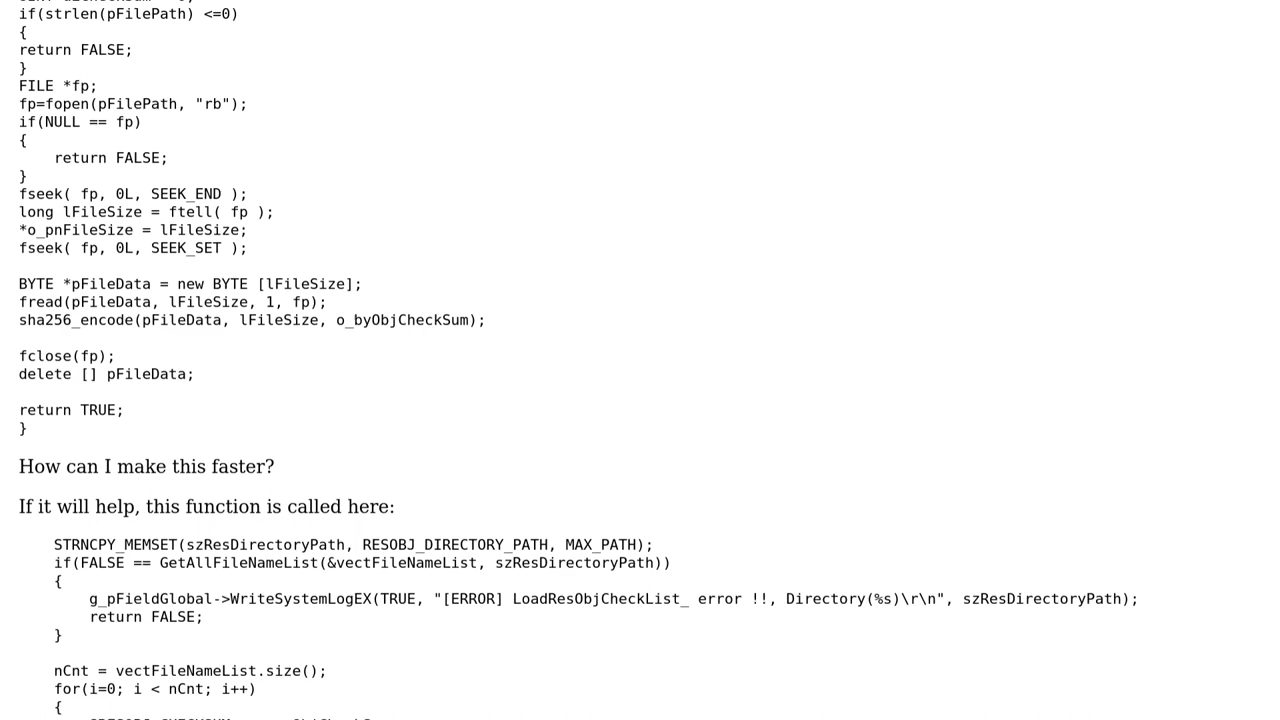 if(strlen(pFilePath) <=0)
{
return FALSE;
}
FILE *fp;
fp=fopen(pFilePath, "rb");
if(NULL == fp)
{
    return FALSE;
}
fseek( fp, 0L, SEEK_END );
long lFileSize = ftell( fp );
*o_pnFileSize = lFileSize;
fseek( fp, 0L, SEEK_SET );

BYTE *pFileData = new BYTE [lFileSize];
fread(pFileData, lFileSize, 1, fp);
sha256_encode(pFileData, lFileSize, o_byObjCheckSum);

fclose(fp);
delete [] pFileData;

return TRUE;
}
How can I make this faster?
If it will help, this function is called here:
    STRNCPY_MEMSET(szResDirectoryPath, RESOBJ_DIRECTORY_PATH, MAX_PATH);
    if(FALSE == GetAllFileNameList(&vectFileNameList, szResDirectoryPath))
    {
        g_pFieldGlobal->WriteSystemLogEX(TRUE, "[ERROR] LoadResObjCheckList_ error !!, Directory(%s)\r\n", szResDirectoryPath);
        return FALSE;
    }

    nCnt = vectFileNameList.size();
    for(i=0; i < nCnt; i++)
    {